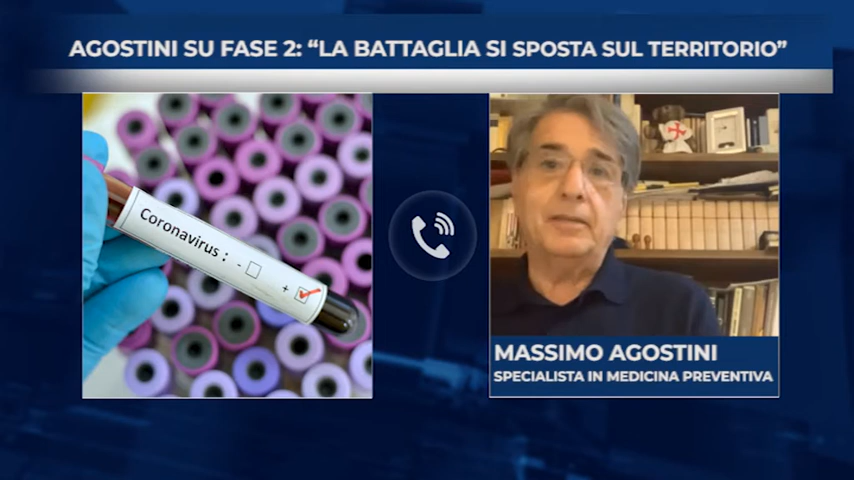 AGOSTINI SU FASE 2: “LA BATTAGLIA SI SPOSTA SUL TERRITORIO”
Coronavirus :
-
+
MASSIMO AGOSTINI
SPECIALISTA IN MEDICINA PREVENTIVA